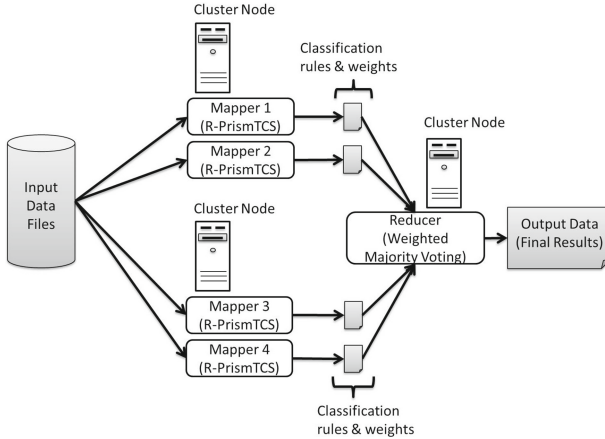 Cluster Node
Classification
rules & weights
Mapper 1
(R-PrismTCS)
Cluster Node
Mapper 2
(R-PrismTCS)
Input
Data
Files
Cluster Node
Reducer
(Weighted
Majority Voting)
Output Data
(Final Results)
Mapper 3
(R-PrismTCS)
Mapper 4
(R-PrismTCS)
Classification
rules & weights